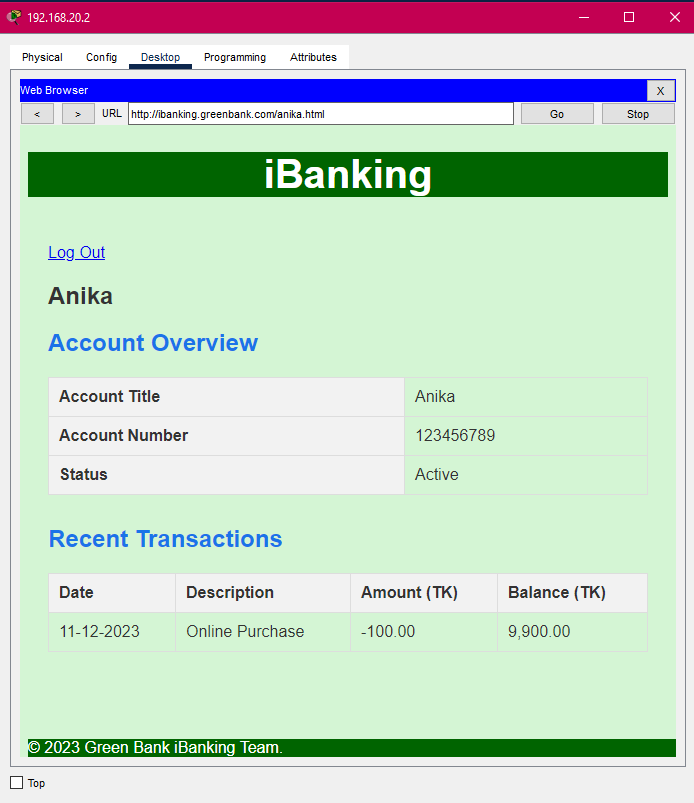 192.168.20.2
Physical Config Desktop Programming Attributes
Web Browser X
< > URL http://ibanking.greenbank.com/anika.html Go Stop
iBanking
Log Out
Anika
Account Overview
Account Title Anika
Account Number 123456789
Status Active
Recent Transactions
Date Description Amount (TK) Balance (TK)
11-12-2023 Online Purchase -100.00 9,900.00
© 2023 Green Bank iBanking Team.
Top